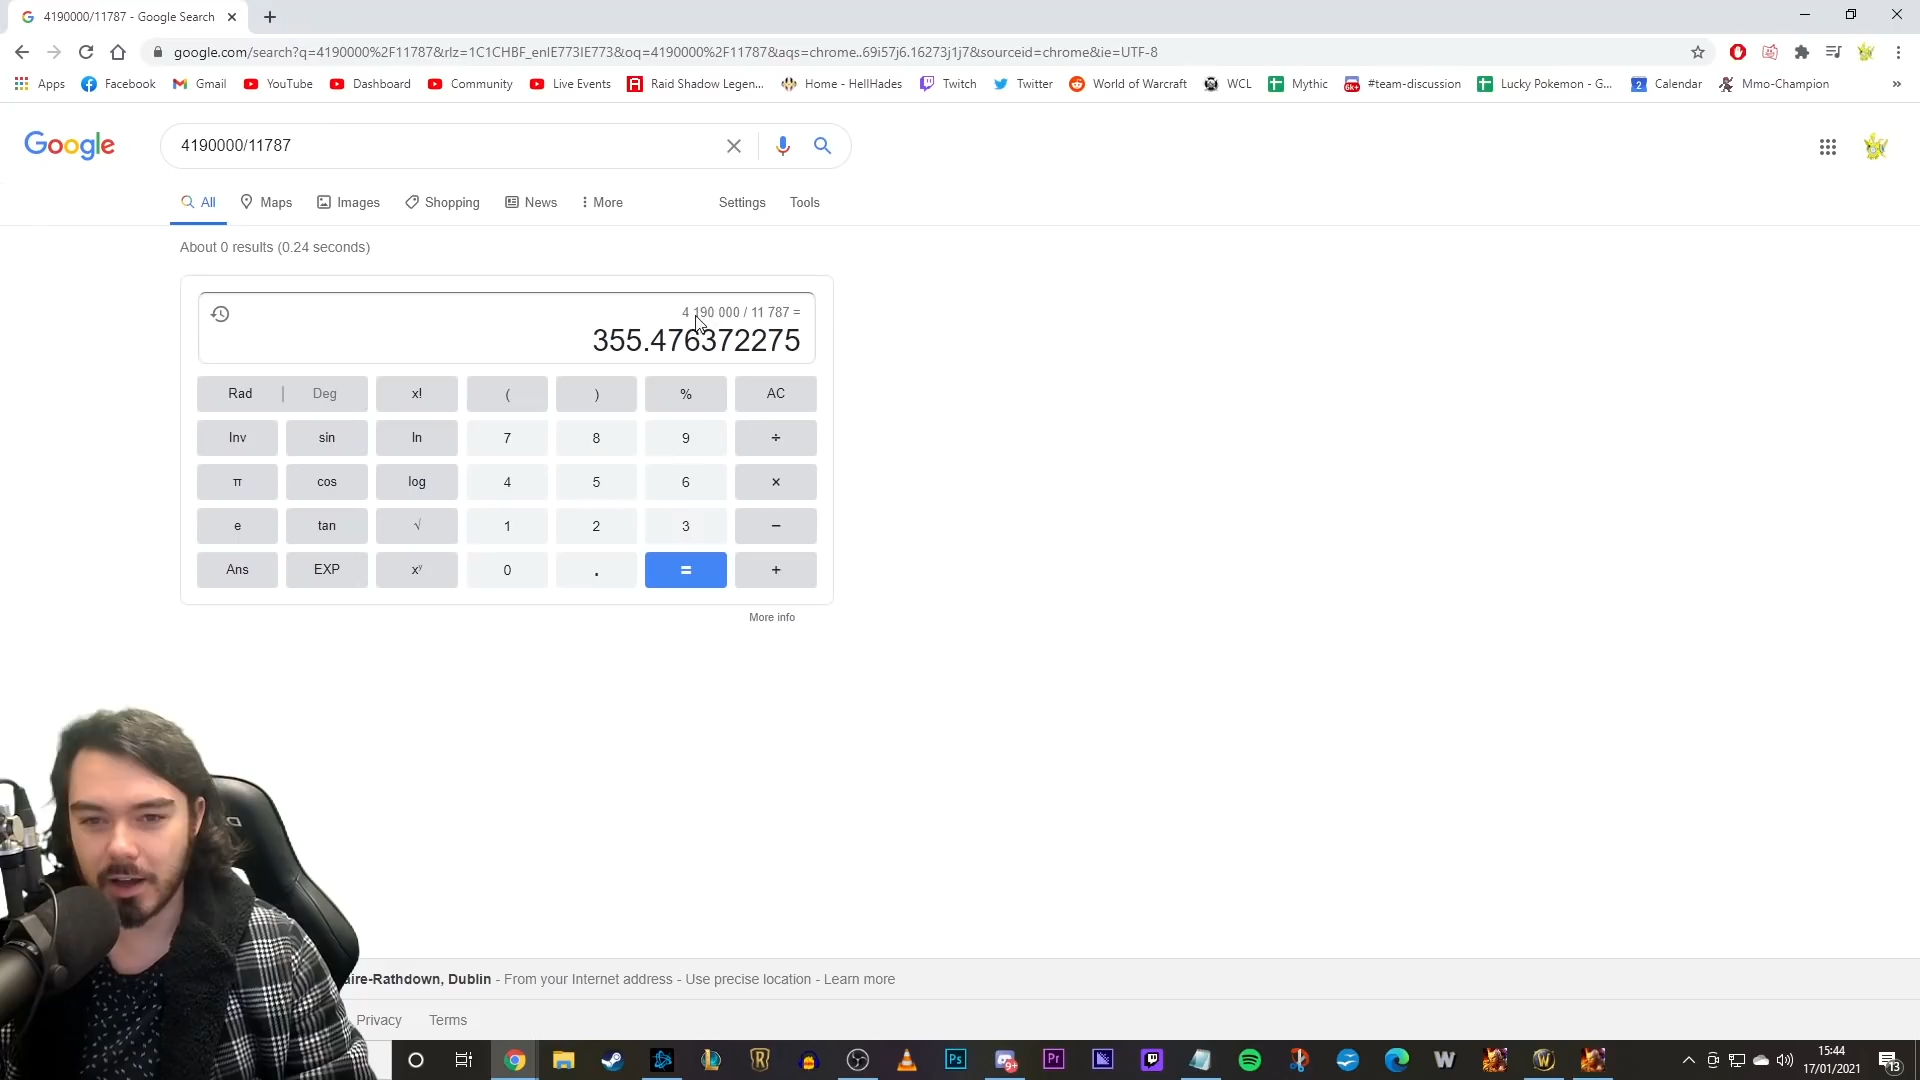 4190000/11787 - Google Search
google.com/search?q=4190000%2F11787&rlz=1C1CHBF_enIE773IE773&oq=4190000%2F11787&aqs=chrome..69i57j6.16273j1j7&sourceid=chrome&ie=UTF-8
Apps Facebook Gmail YouTube Dashboard Community Live Events Raid Shadow Legen... Home - HellHades Twitch Twitter World of Warcraft WCL Mythic #team-discussion Lucky Pokemon - G... Calendar Mmo-Champion »
Google 4190000/11787
All Maps Images Shopping News More Settings Tools
About 0 results (0.24 seconds)
4 190 000 / 11 787 =
355.476372275
Rad | Deg x! ( ) % AC
Inv sin ln 7 8 9 ÷
π cos log 4 5 6 ×
e tan √ 1 2 3 −
Ans EXP xʸ 0 . = +
More info
aire-Rathdown, Dublin - From your Internet address - Use precise location - Learn more
Privacy Terms
15:44
17/01/2021
13